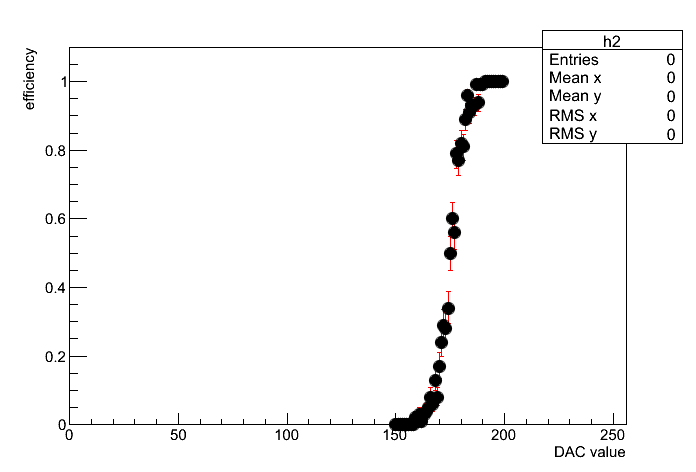 h2
Entries 0
Mean x 0
Mean y 0
RMS x 0
RMS y 0
efficiency
1
0.8
0.6
0.4
0.2
0
0 50 100 150 200 250
DAC value